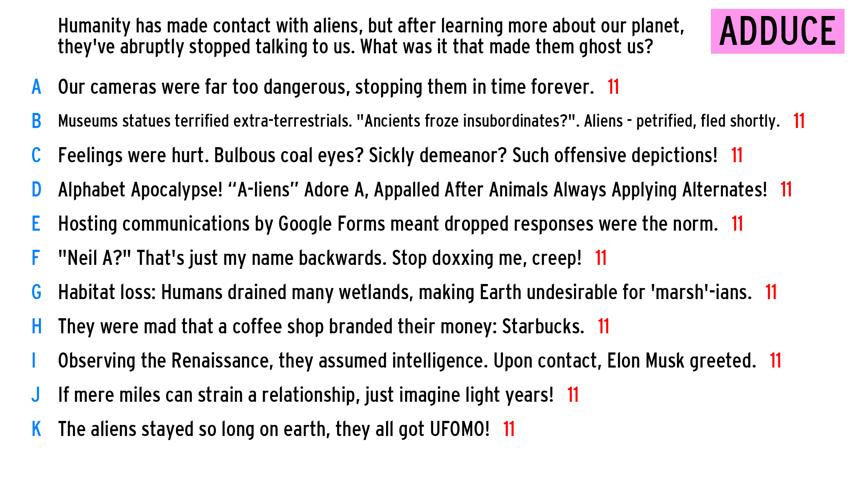 Humanity has made contact with aliens, but after learning more about our planet,
they've abruptly stopped talking to us. What was it that made them ghost us?
ADDUCE
A Our cameras were far too dangerous, stopping them in time forever. 11
B Museums statues terrified extra-terrestrials. "Ancients froze insubordinates?". Aliens - petrified, fled shortly. 11
C Feelings were hurt. Bulbous coal eyes? Sickly demeanor? Such offensive depictions! 11
D Alphabet Apocalypse! “A-liens” Adore A, Appalled After Animals Always Applying Alternates! 11
E Hosting communications by Google Forms meant dropped responses were the norm. 11
F "Neil A?" That's just my name backwards. Stop doxxing me, creep! 11
G Habitat loss: Humans drained many wetlands, making Earth undesirable for 'marsh'-ians. 11
H They were mad that a coffee shop branded their money: Starbucks. 11
I Observing the Renaissance, they assumed intelligence. Upon contact, Elon Musk greeted. 11
J If mere miles can strain a relationship, just imagine light years! 11
K The aliens stayed so long on earth, they all got UFOMO! 11